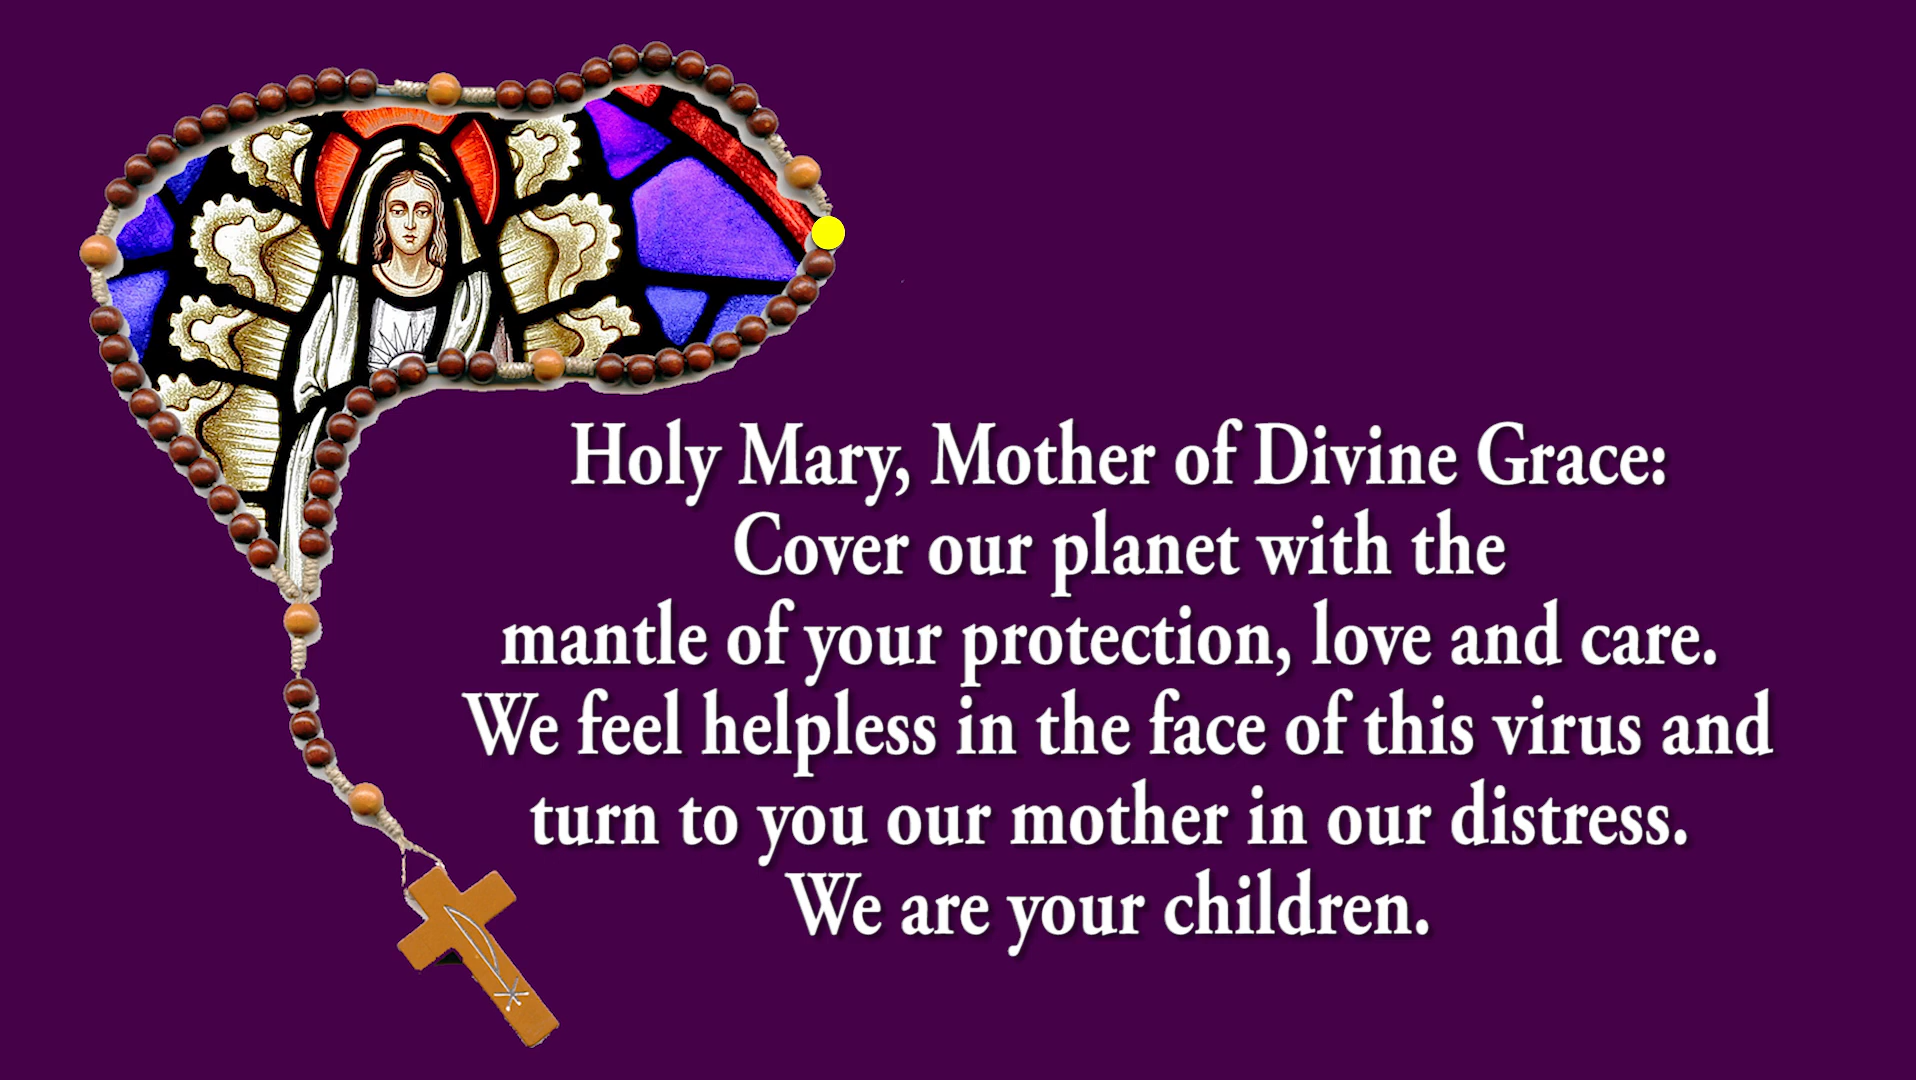 Holy Mary, Mother of Divine Grace:
Cover our planet with the
mantle of your protection, love and care.
We feel helpless in the face of this virus and
turn to you our mother in our distress.
We are your children.